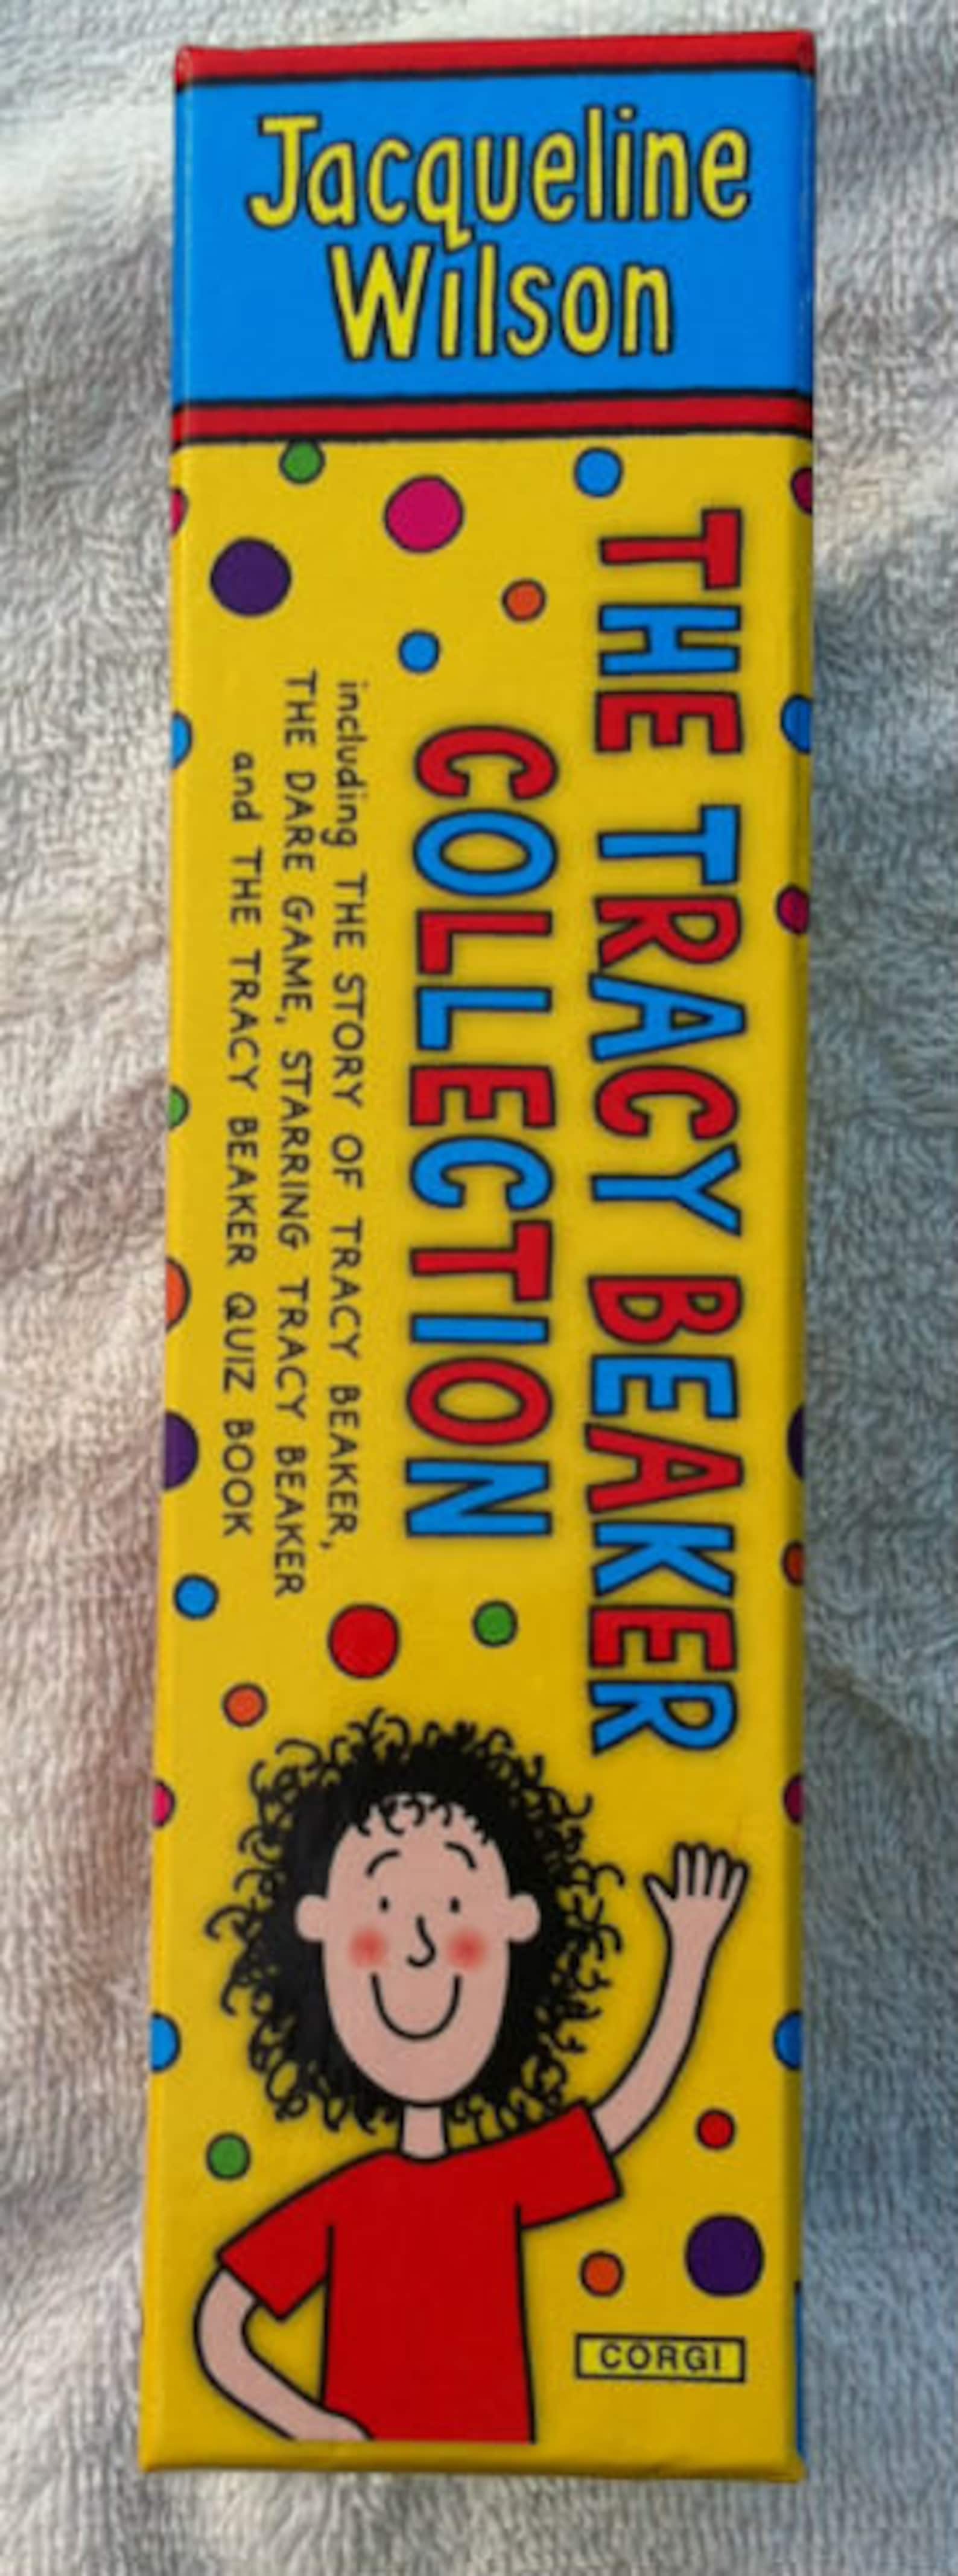 Jacqueline
Wilson
THE TRACY BEAKER
COLLECTION
including THE STORY OF TRACY BEAKER,
THE DARE GAME, STARRING TRACY BEAKER
and THE TRACY BEAKER QUIZ BOOK
CORGI